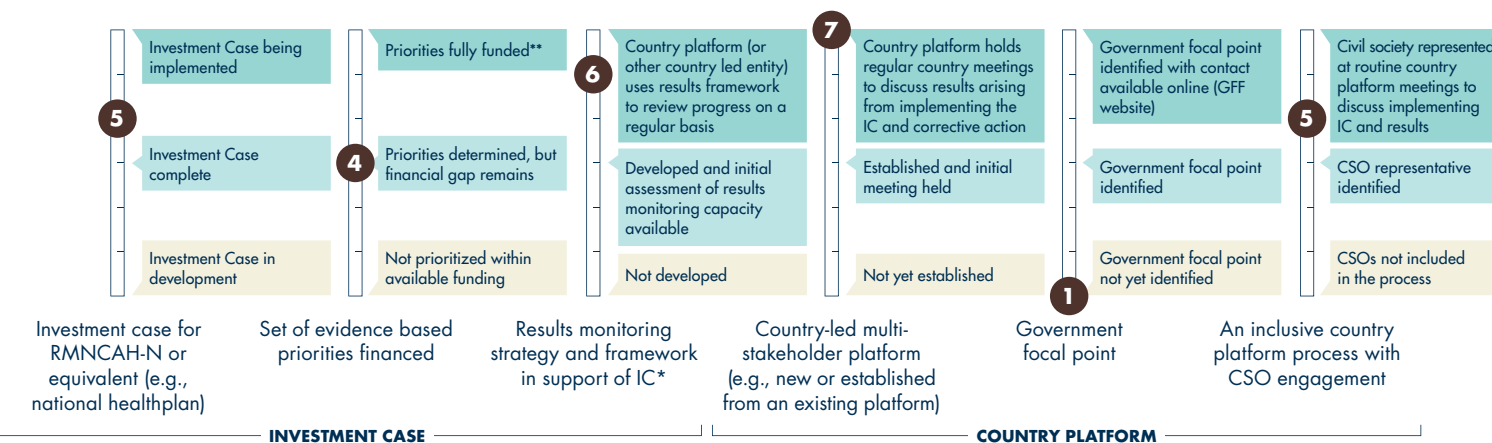 5
Investment Case being
implemented
Investment Case
complete
Investment Case in
development
Investment case for
RMNCAH-N or
equivalent (e.g.,
national healthplan)
4
Priorities fully funded**
Priorities determined, but
financial gap remains
Not prioritized within
available funding
Set of evidence based
priorities financed
6
Country platform (or
other country led entity)
uses results framework
to review progress on a
regular basis
Developed and initial
assessment of results
monitoring capacity
available
Not developed
Results monitoring
strategy and framework
in support of IC*
7
Country platform holds
regular country meetings
to discuss results arising
from implementing the
IC and corrective action
Established and initial
meeting held
Not yet established
Country-led multi-
stakeholder platform
(e.g., new or established
from an existing platform)
1
Government focal point
identified with contact
available online (GFF
website)
Government focal point
identified
Government focal point
not yet identified
Government
focal point
5
Civil society represented
at routine country
platform meetings to
discuss implementing
IC and results
CSO representative
identified
CSOs not included
in the process
An inclusive country
platform process with
CSO engagement
INVESTMENT CASE
COUNTRY PLATFORM